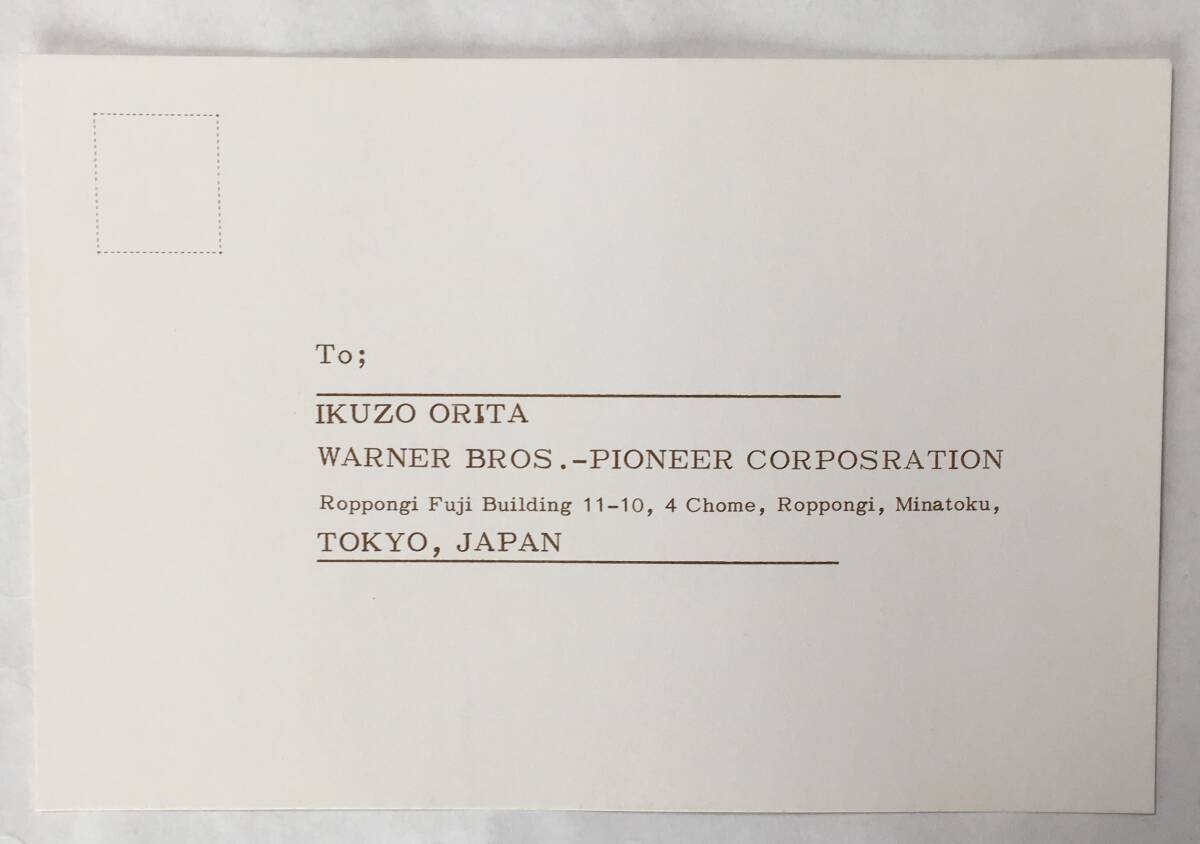 To;
IKUZO ORITA
WARNER BROS.-PIONEER CORPOSRATION
Roppongi Fuji Building 11-10, 4 Chome, Roppongi, Minatoku,
TOKYO, JAPAN